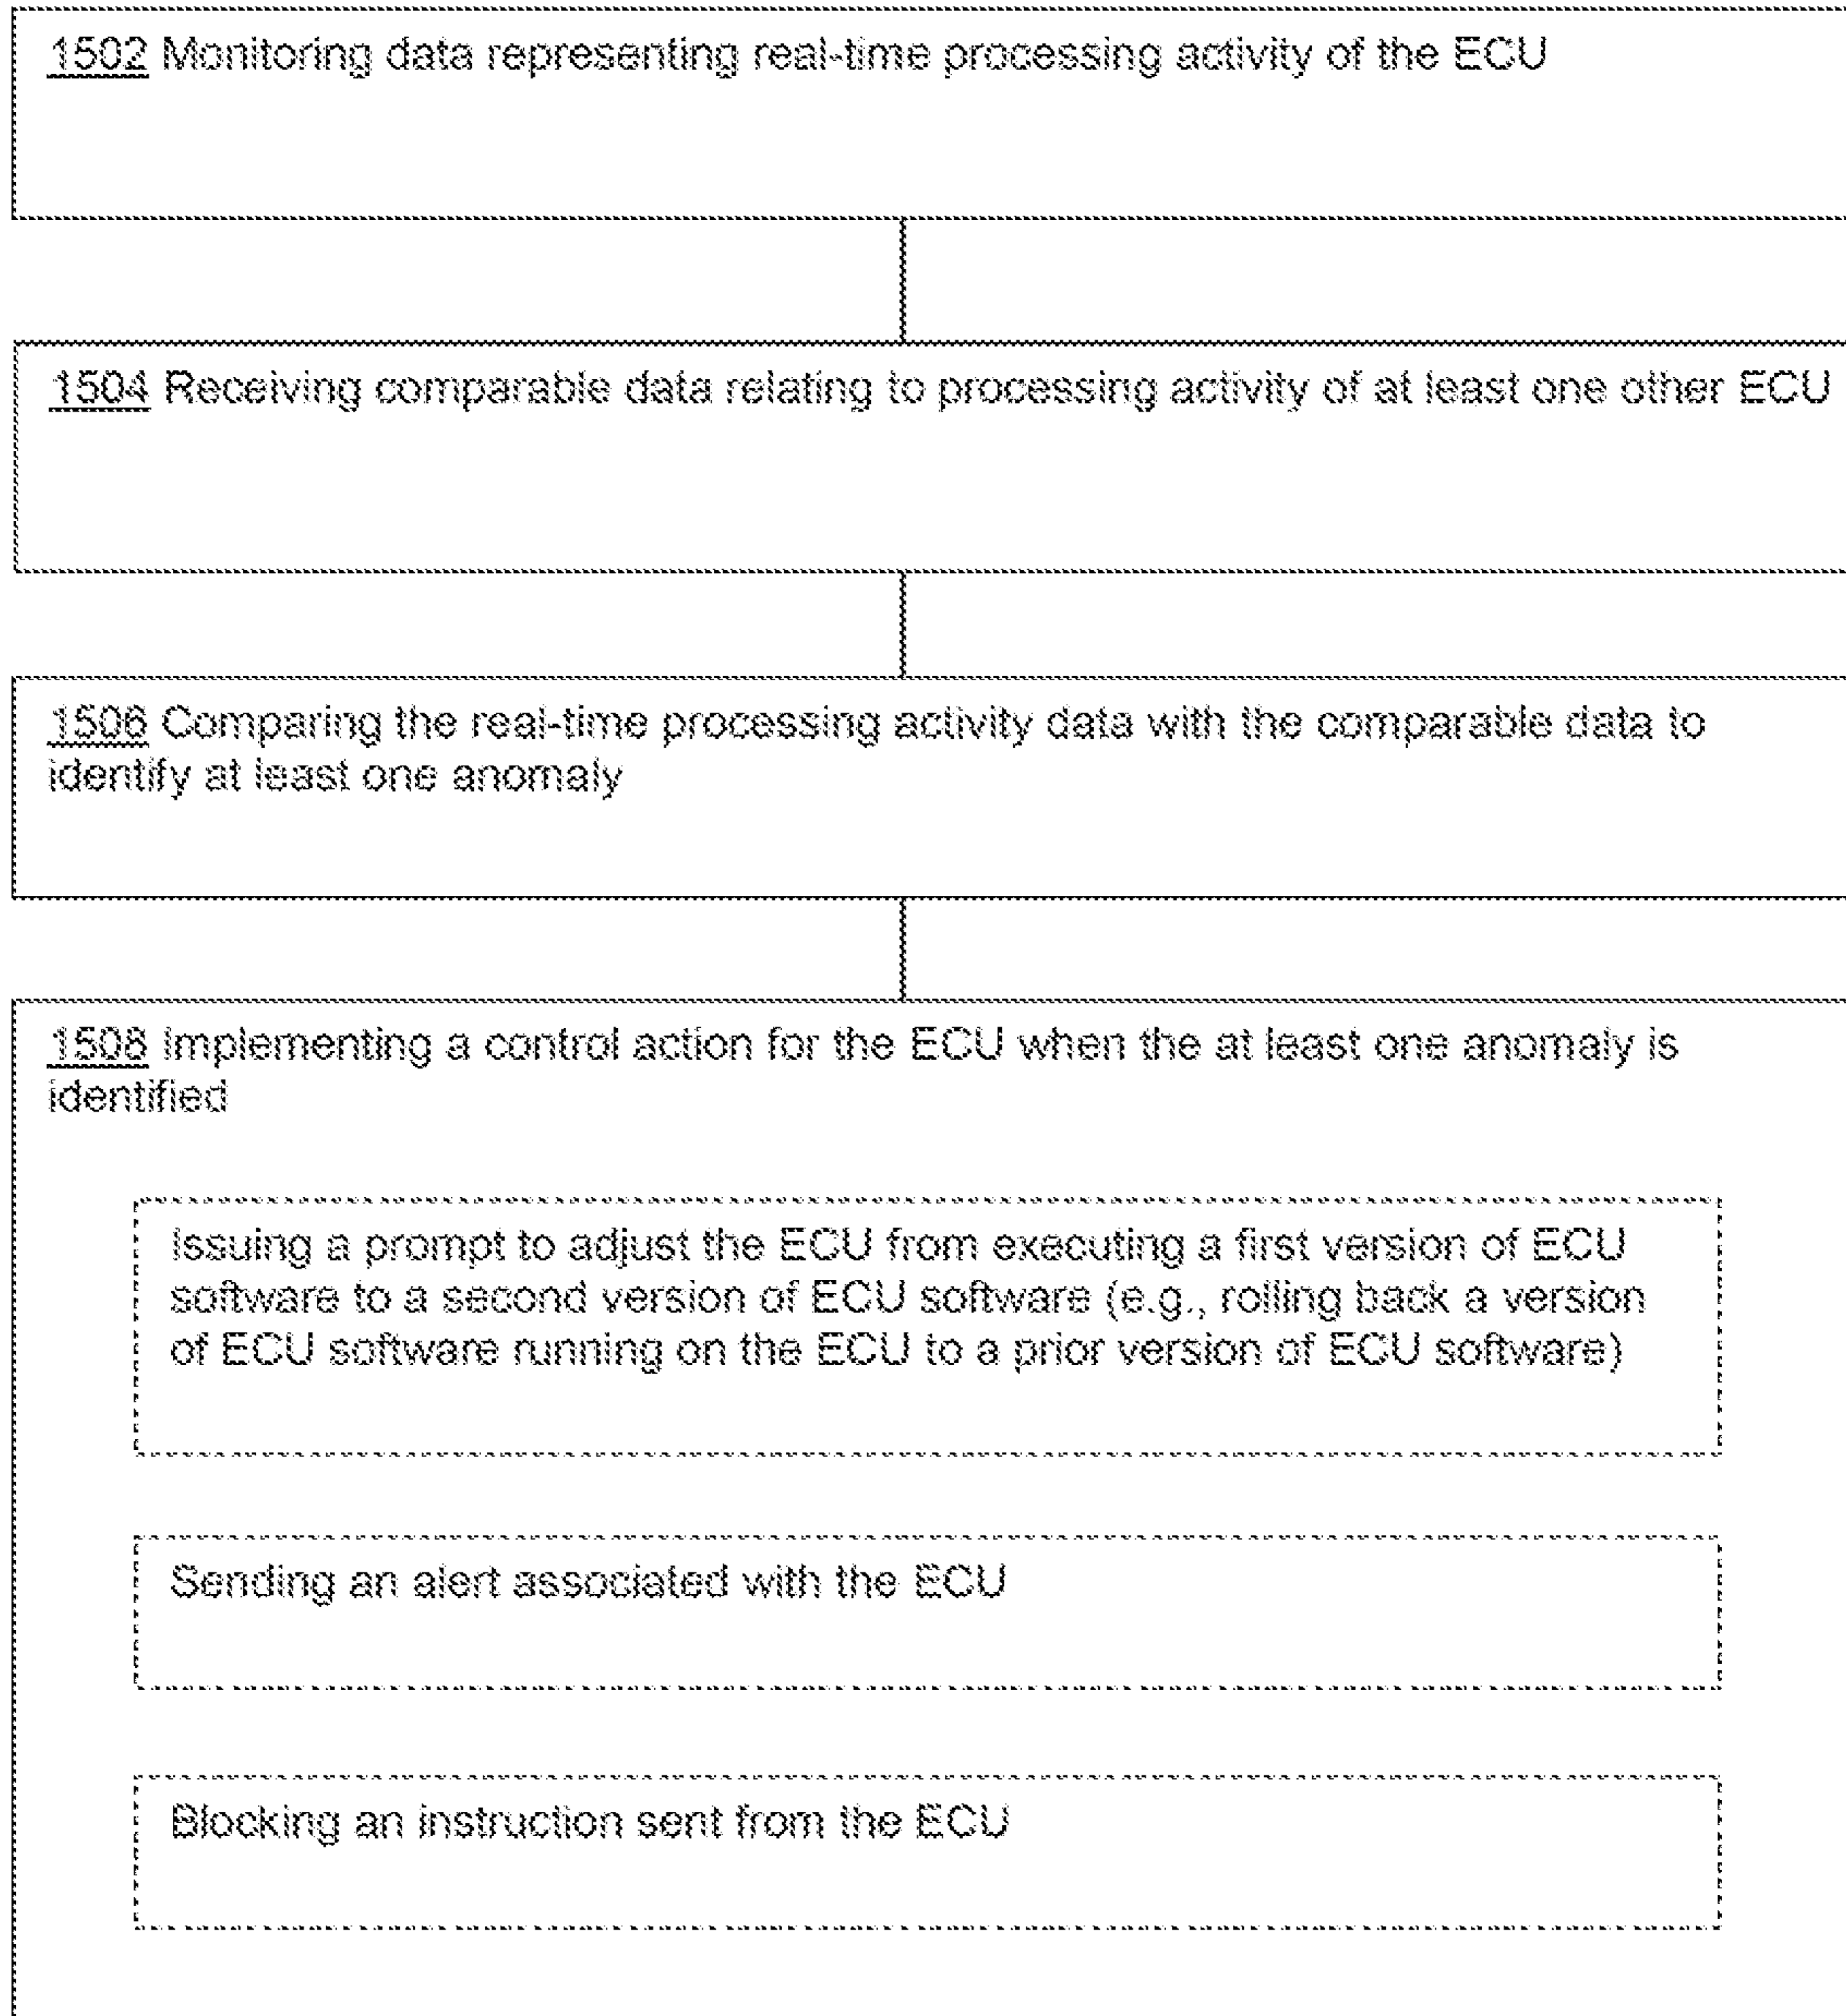 1502 Monitoring data representing real-time processing activity of the ECU
1504 Receiving comparable data relating to processing activity of at least one other ECU
1506 Comparing the real-time processing activity data with the comparable data to
identify at least one anomaly
1508 Implementing a control action for the ECU when the at least one anomaly is
identified
Issuing a prompt to adjust the ECU from executing a first version of ECU
software to a second version of ECU software (e.g., rolling back a version
of ECU software running on the ECU to a prior version of ECU software)
Sending an alert associated with the ECU
Blocking an instruction sent from the ECU